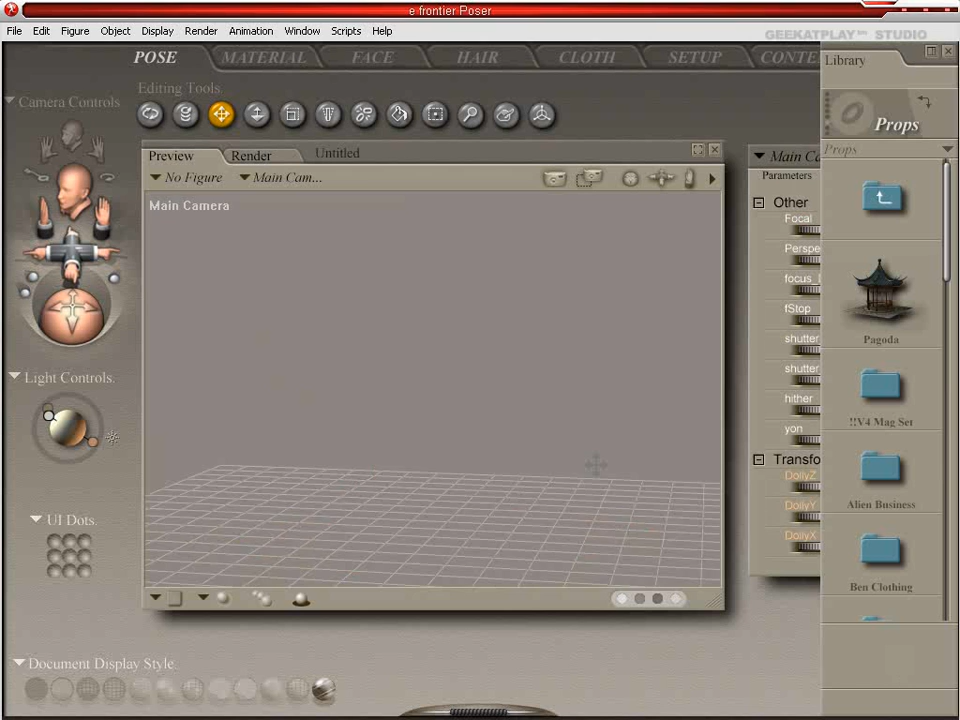 e frontier Poser
File Edit Figure Object Display Render Animation Window Scripts Help
GEEKATPLAY STUDIO
POSE MATERIAL FACE HAIR CLOTH SETUP CONTE
Library
Editing Tools.
Camera Controls
Props
Props
Preview Render Untitled
No Figure Main Cam...
Main Camera
Main Ca
Parameters
Other
Focal
Perspe
focus_
fStop
shutter
shutter
hither
yon
Transfo
DollyZ
DollyY
DollyX
Pagoda
!!V4 Mag Ser
Alien Business
Ben Clothing
Light Controls.
UI Dots.
Document Display Style.